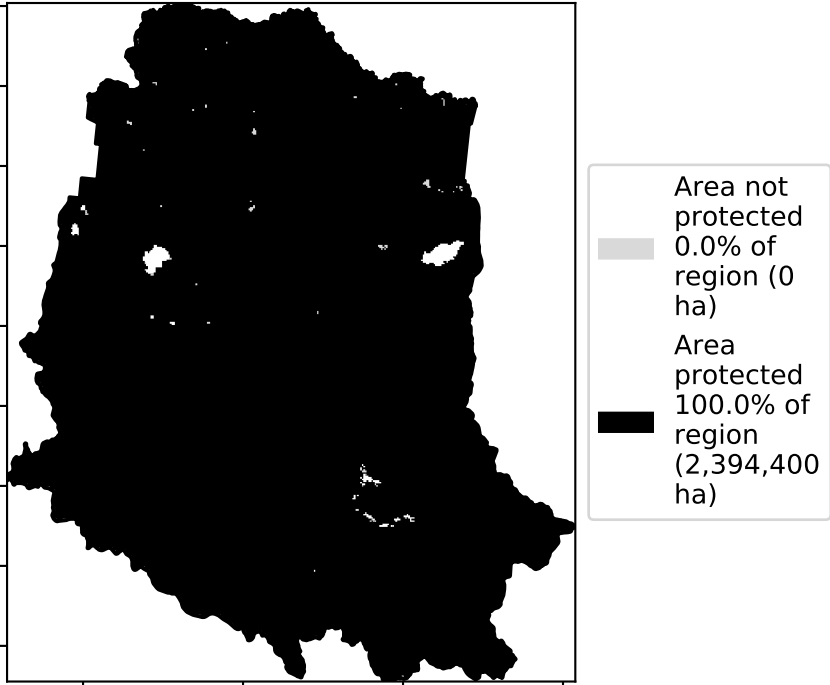 Area not
protected
0.0% of
region (0
ha)
Area
protected
100.0% of
region
(2,394,400
ha)